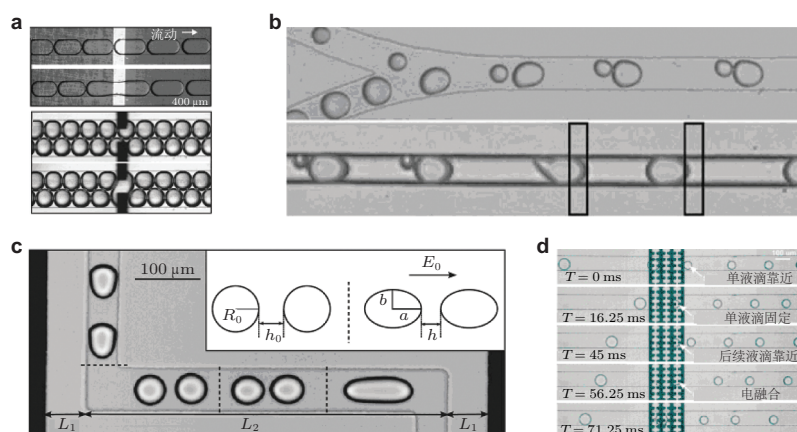 a
流动
400 μm
b
c
100 μm
E₀
R₀
h₀
b
a
h
L₁
L₂
L₁
d
100 μm
T = 0 ms
单液滴靠近
T = 16.25 ms
单液滴固定
T = 45 ms
后续液滴靠近
T = 56.25 ms
电融合
T = 71.25 ms